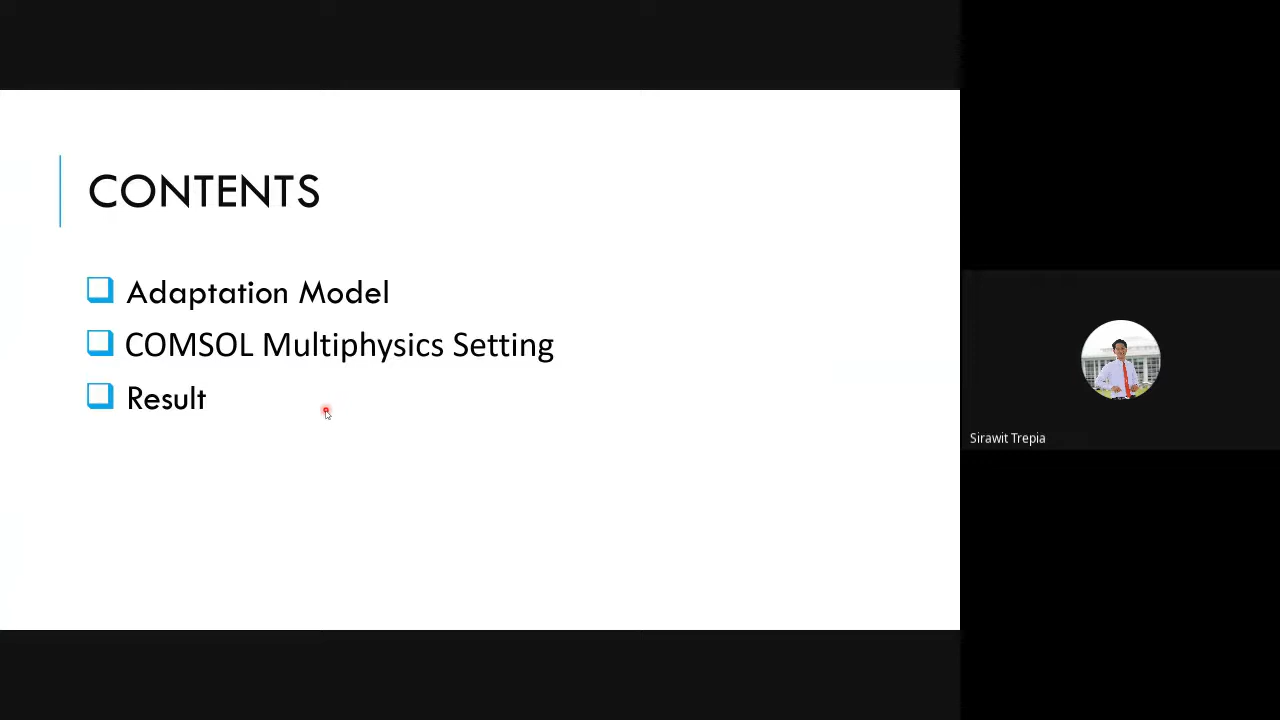 CONTENTS
Adaptation Model
COMSOL Multiphysics Setting
Result
Sirawit Trepia